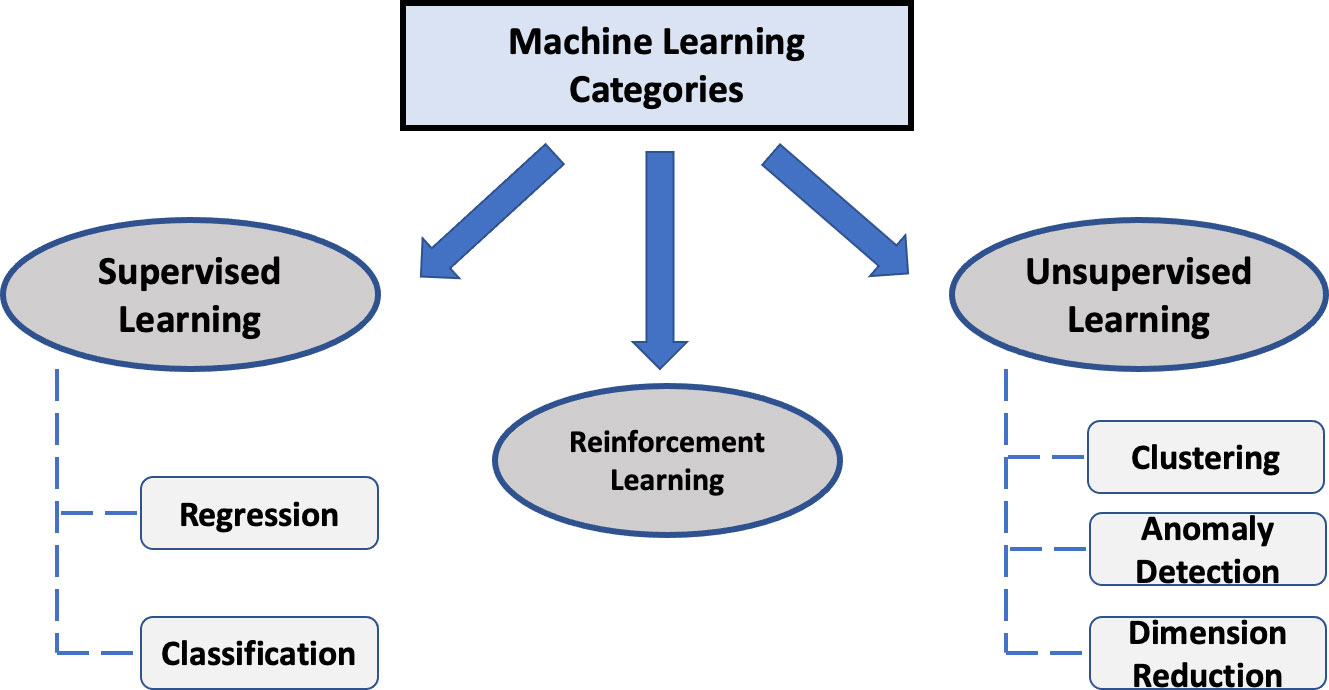 Machine Learning
Categories
Supervised
Learning
Reinforcement
Learning
Unsupervised
Learning
Regression
Classification
Clustering
Anomaly
Detection
Dimension
Reduction